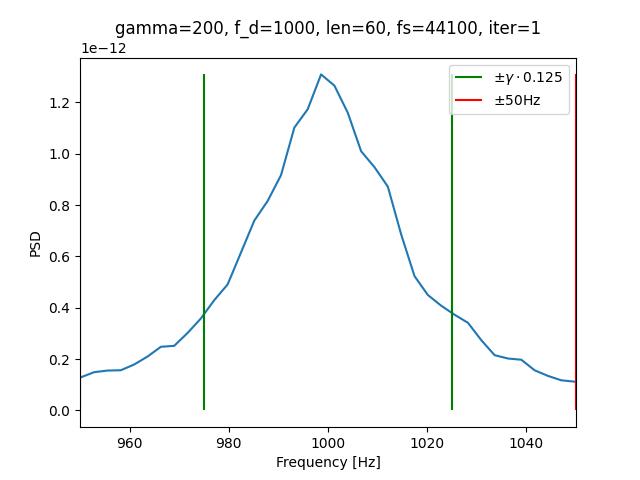 gamma=200, f_d=1000, len=60, fs=44100, iter=1
1e−12
±γ · 0.125
±50Hz
1.2
1.0
0.8
0.6
0.4
0.2
0.0
PSD
960 980 1000 1020 1040
Frequency [Hz]